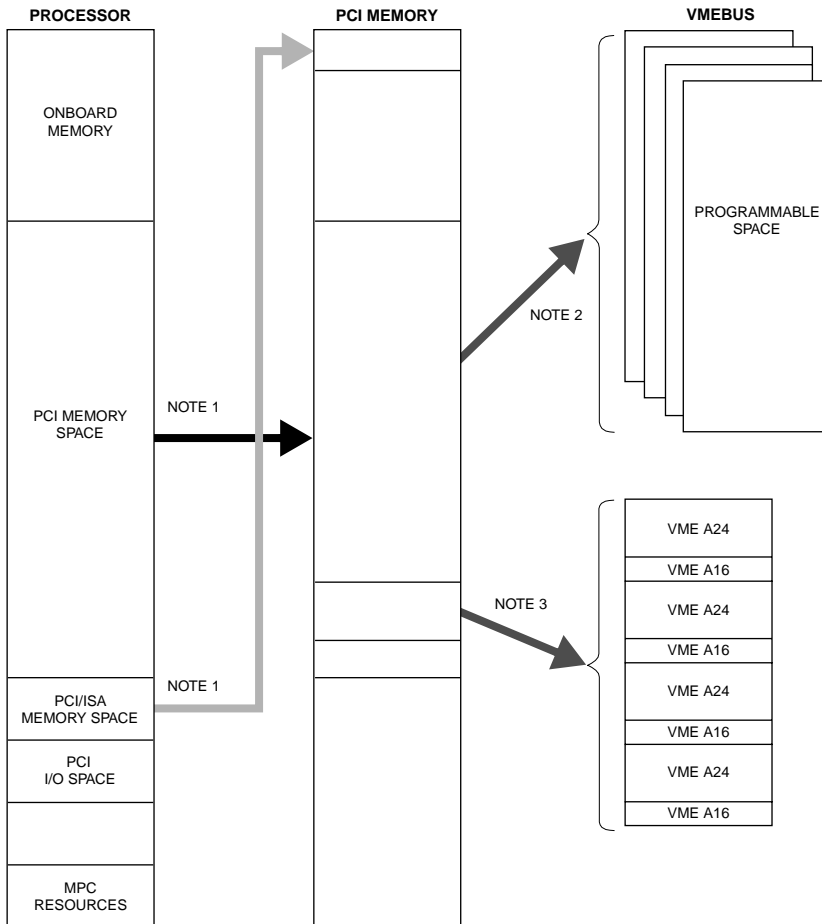 PROCESSOR
PCI MEMORY
VMEBUS
ONBOARD
MEMORY
PROGRAMMABLE
SPACE
NOTE 2
NOTE 1
PCI MEMORY
SPACE
VME A24
VME A16
NOTE 3
VME A24
VME A16
VME A24
VME A16
VME A24
VME A16
NOTE 1
PCI/ISA
MEMORY SPACE
PCI
I/O SPACE
MPC
RESOURCES